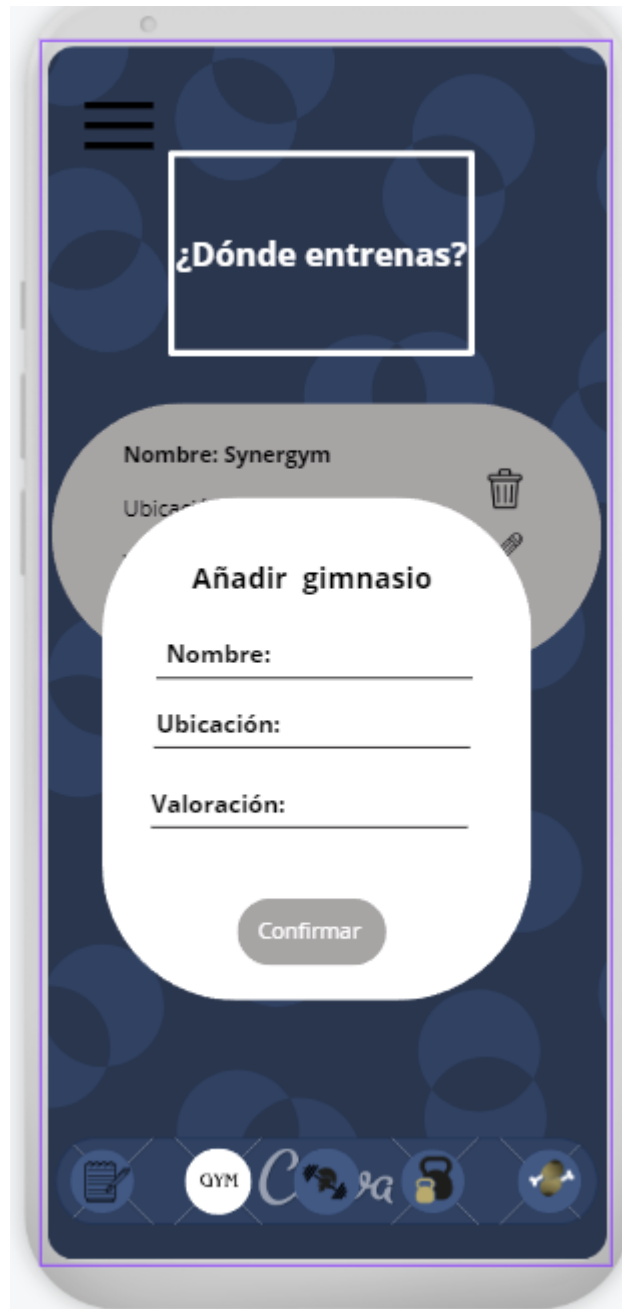 ¿Dónde entrenas?
Nombre: Synergym
Añadir gimnasio
Nombre:
Ubicación:
Valoración:
Confirmar
GYM